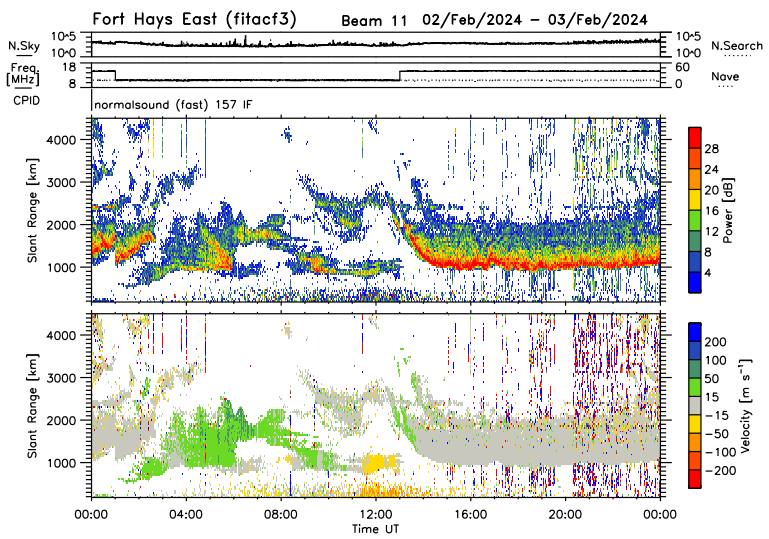 Fort Hays East (fitacf3) Beam 11 02/Feb/2024 – 03/Feb/2024
N.Sky 10^5 10^0 10^5 10^0 N.Search
Freq. [MHz] 18 8 60 0 Nave
CPID normalsound (fast) 157 IF
Slant Range [km] 4000 3000 2000 1000
Power [dB] 28 24 20 16 12 8 4
Slant Range [km] 4000 3000 2000 1000
Velocity [m s⁻¹] 200 100 50 15 −15 −50 −100 −200
00:00 04:00 08:00 12:00 16:00 20:00 00:00
Time UT